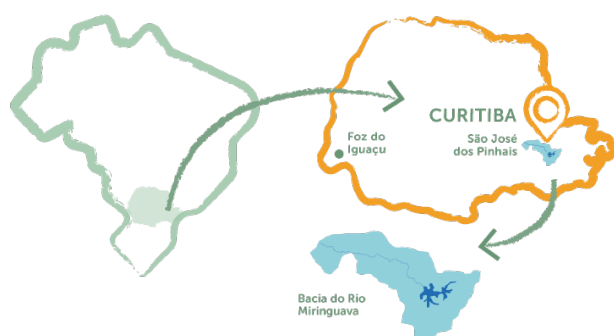 CURITIBA
São José
dos Pinhais
Foz do
Iguaçu
Bacia do Rio
Miringuava